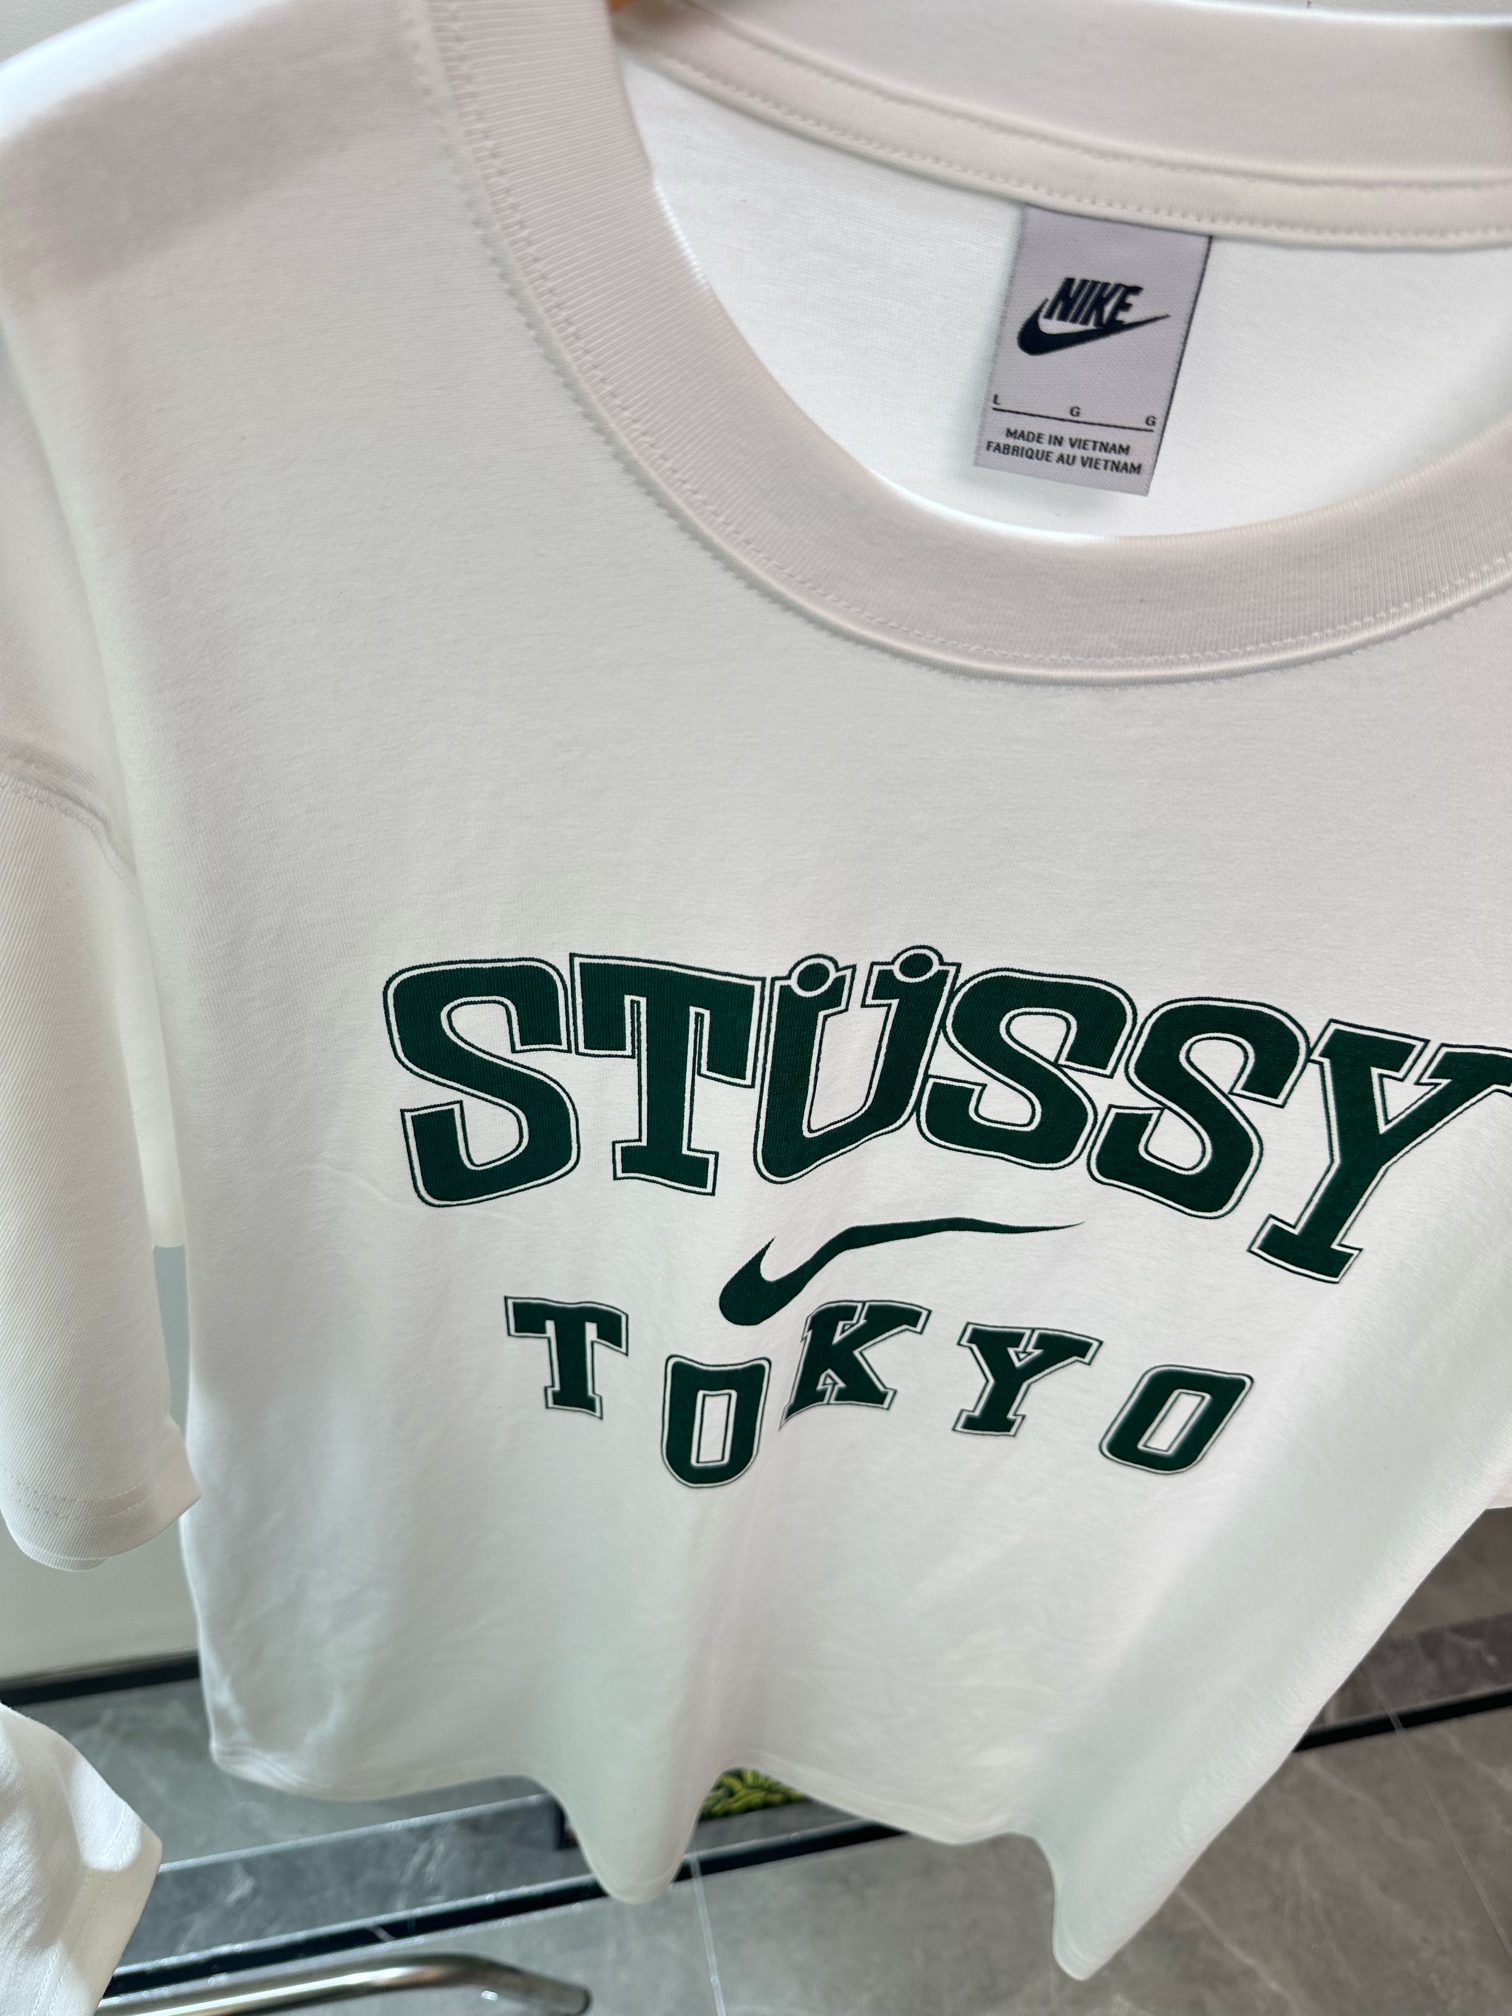 NIKE
L G G
MADE IN VIETNAM
FABRIQUE AU VIETNAM
STÜSSY
TOKYO